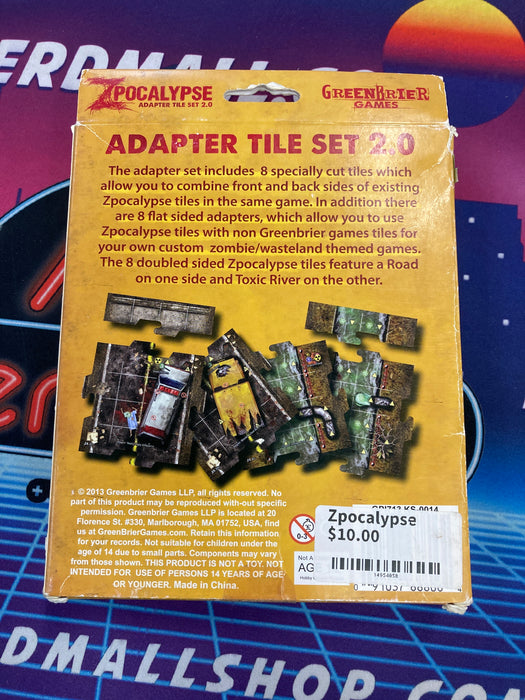 ERDMALL.CO
ZPOCALYPSE
ADAPTER TILE SET 2.0
GREENBRIER
GAMES
ADAPTER TILE SET 2.0
The adapter set includes 8 specially cut tiles which
allow you to combine front and back sides of existing
Zpocalypse tiles in the same game. In addition there
are 8 flat sided adapters, which allow you to use
Zpocalypse tiles with non Greenbrier games tiles for
your own custom zombie/wasteland themed games.
The 8 doubled sided Zpocalypse tiles feature a Road
on one side and Toxic River on the other.
© 2013 Greenbrier Games LLP, all rights reserved. No
part of this product may be reproduced with-out specific
permission. Greenbrier Games LLP is located at 20
Florence St. #330, Marlborough, MA 01752, USA, find
us at GreenBrierGames.com. Retain this information
for your records. Not suitable for children under the
age of 14 due to small parts. Components may vary
from those shown. THIS PRODUCT IS NOT A TOY. NOT
INTENDED FOR USE OF PERSONS 14 YEARS OF AGE
OR YOUNGER. Made in China.
0-3
Zpocalypse
$10.00
14954058
RDMALLSHOP.COM